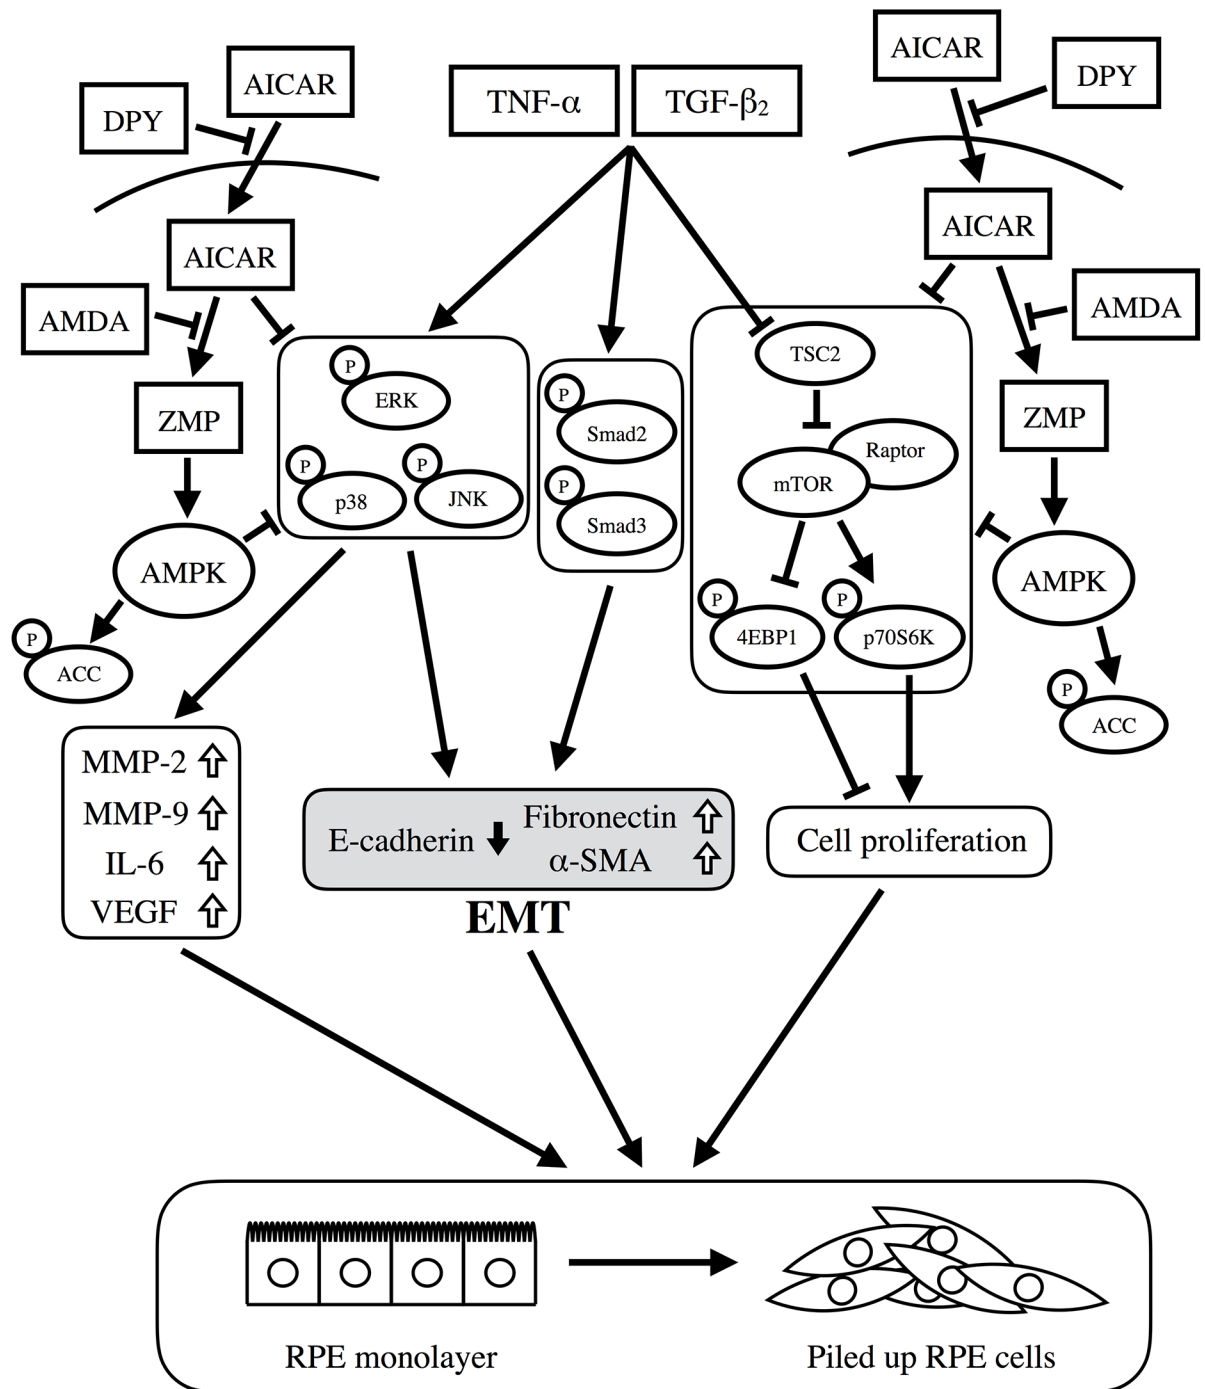 AICAR
DPY
TNF-α
TGF-β2
AICAR
DPY
AICAR
AMDA
ZMP
AMPK
P
ACC
P
ERK
P
p38
P
JNK
P
Smad2
P
Smad3
TSC2
Raptor
mTOR
P
4EBP1
P
p70S6K
AICAR
AMDA
ZMP
AMPK
P
ACC
MMP-2
MMP-9
IL-6
VEGF
E-cadherin
Fibronectin
α-SMA
EMT
Cell proliferation
RPE monolayer
Piled up RPE cells